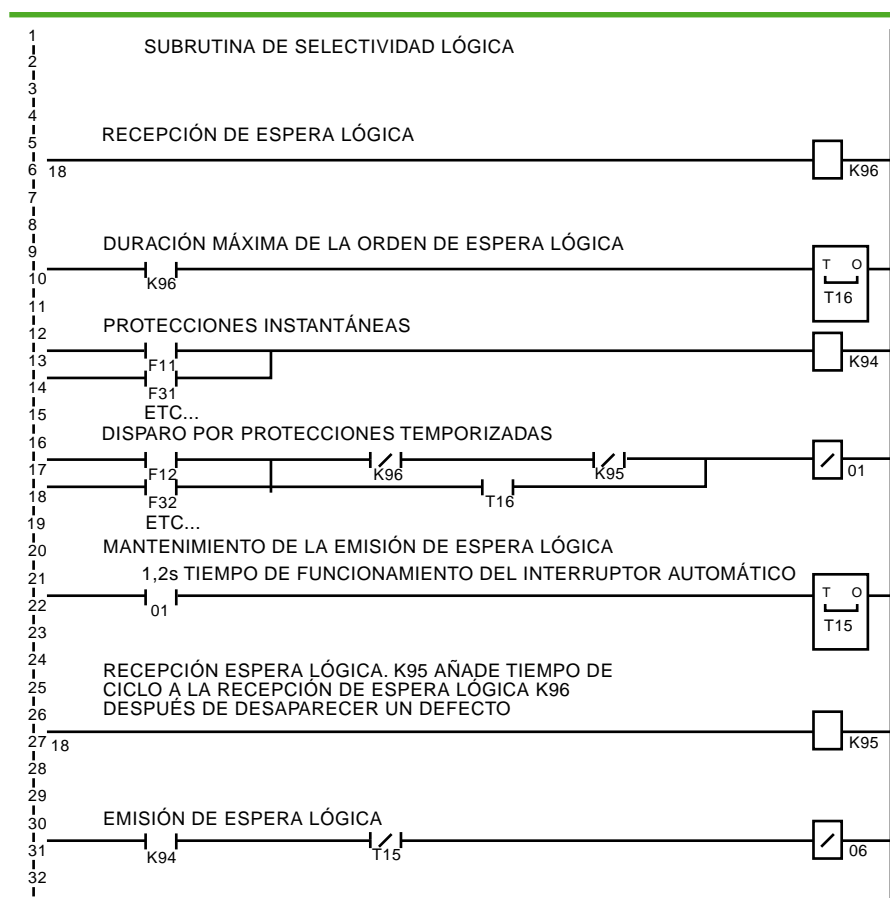 1
2
SUBRUTINA DE SELECTIVIDAD LÓGICA
3
4
RECEPCIÓN DE ESPERA LÓGICA
5
6 18 K96
7
8
DURACIÓN MÁXIMA DE LA ORDEN DE ESPERA LÓGICA
9
T O
10 K96
T16
11
PROTECCIONES INSTANTÁNEAS
12
13 F11 K94
14 F31
15 ETC...
DISPARO POR PROTECCIONES TEMPORIZADAS
16
17 F12 K96 K95 01
18 F32 T16
19 ETC...
20 MANTENIMIENTO DE LA EMISIÓN DE ESPERA LÓGICA
21 1,2s TIEMPO DE FUNCIONAMIENTO DEL INTERRUPTOR AUTOMÁTICO
T O
22 01
23 T15
24
RECEPCIÓN ESPERA LÓGICA. K95 AÑADE TIEMPO DE
25 CICLO A LA RECEPCIÓN DE ESPERA LÓGICA K96
26 DESPUÉS DE DESAPARECER UN DEFECTO
27 18 K95
28
29
30 EMISIÓN DE ESPERA LÓGICA
31 K94 T15 06
32